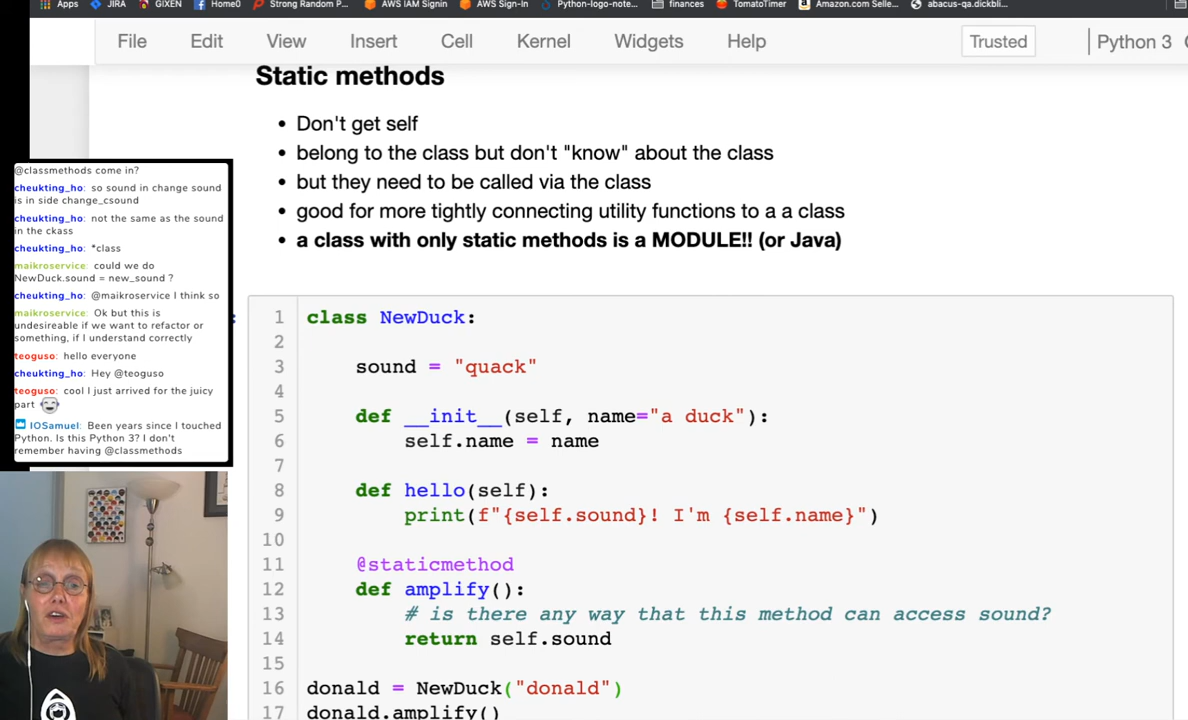 Apps JIRA GIXEN Home0 Strong Random P... AWS IAM Signin AWS Sign-In Python-logo-note... finances TomatoTimer Amazon.com Selle... abacus-qa.dickbli...
File Edit View Insert Cell Kernel Widgets Help Trusted Python 3
Static methods
• Don't get self
• belong to the class but don't "know" about the class
• but they need to be called via the class
• good for more tightly connecting utility functions to a a class
• a class with only static methods is a MODULE!! (or Java)
@classmethods come in?
cheukting_ho: so sound in change sound
is in side change_csound
cheukting_ho: not the same as the sound
in the ckass
cheukting_ho: *class
maikroservice: could we do
NewDuck.sound = new_sound ?
cheukting_ho: @maikroservice I think so
maikroservice: Ok but this is
undesireable if we want to refactor or
something, if I understand correctly
teoguso: hello everyone
cheukting_ho: Hey @teoguso
teoguso: cool I just arrived for the juicy
part
IOSamuel: Been years since I touched
Python. Is this Python 3? I don't
remember having @classmethods
1 class NewDuck:
2
3 sound = "quack"
4
5 def __init__(self, name="a duck"):
6 self.name = name
7
8 def hello(self):
9 print(f"{self.sound}! I'm {self.name}")
10
11 @staticmethod
12 def amplify():
13 # is there any way that this method can access sound?
14 return self.sound
15
16 donald = NewDuck("donald")
17 donald.amplify()